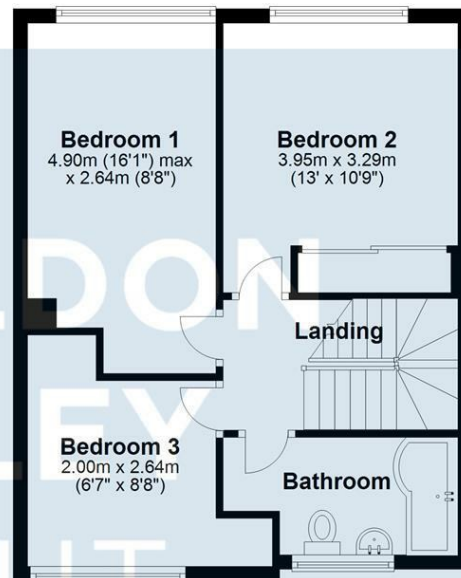 Bedroom 1
4.90m (16'1") max
x 2.64m (8'8")
Bedroom 2
3.95m x 3.29m
(13' x 10'9")
Landing
Bedroom 3
2.00m x 2.64m
(6'7" x 8'8")
Bathroom